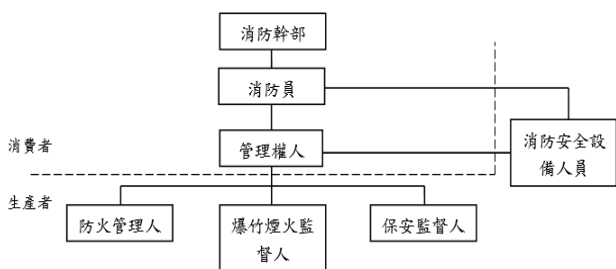 消防幹部
消防員
消費者
管理權人
消防安全設
備人員
生產者
防火管理人
爆竹煙火監
督人
保安監督人